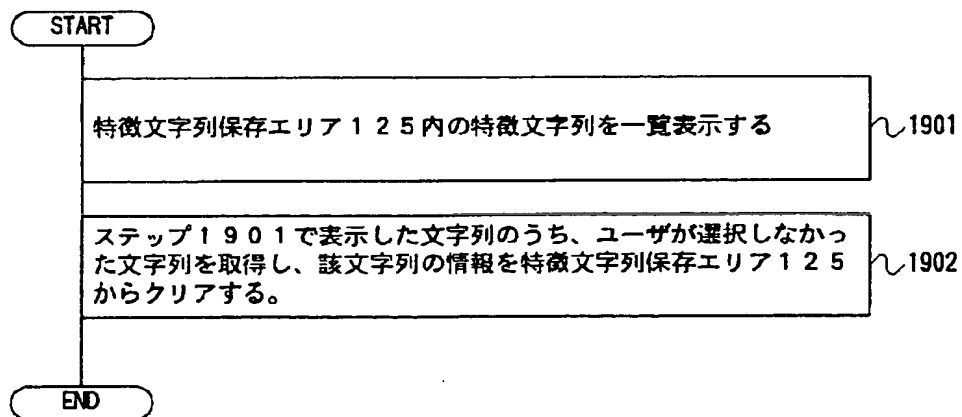 START
特徴文字列保存エリア１２５内の特徴文字列を一覧表示する
1901
ステップ１９０１で表示した文字列のうち、ユーザが選択しなかっ
た文字列を取得し、該文字列の情報を特徴文字列保存エリア１２５
からクリアする。
1902
END